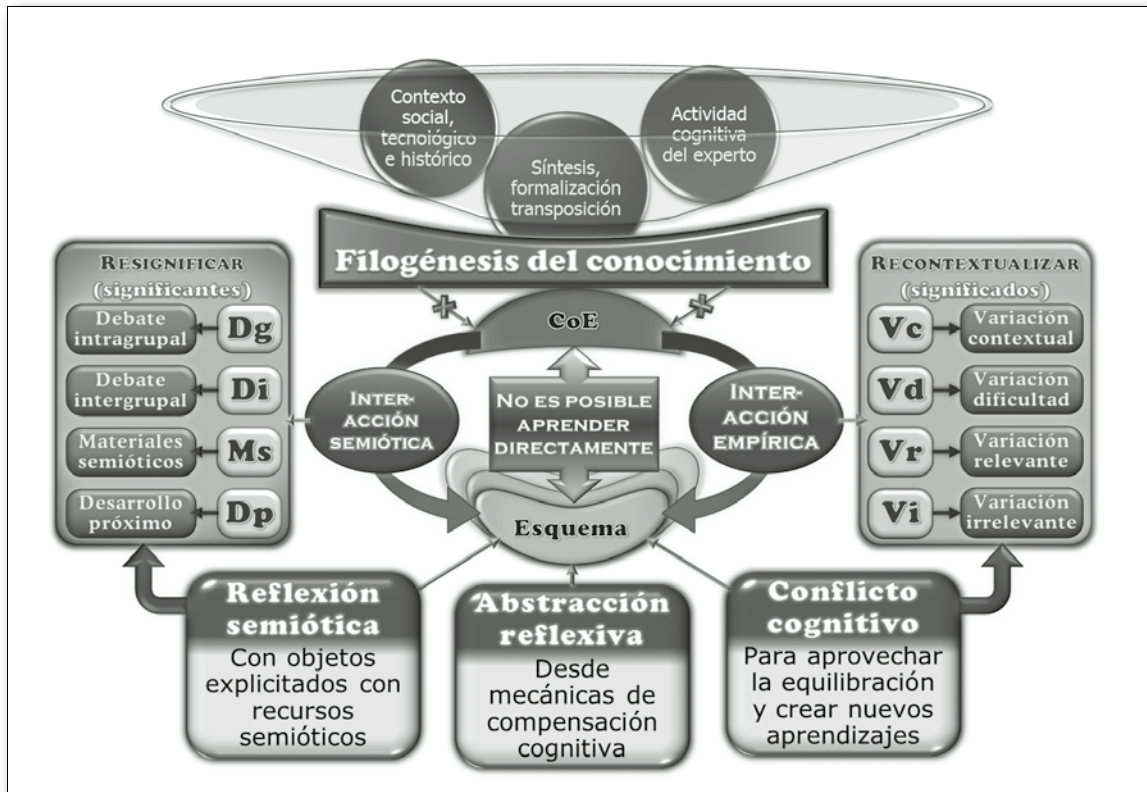 Contexto
social,
tecnológico
e histórico
Síntesis,
formalización
transposición
Actividad
cognitiva
del experto
Filogénesis del conocimiento
RESIGNIFICAR
(significantes)
Debate
intragrupal
Dg
Debate
intergrupal
Di
Materiales
semióticos
Ms
Desarrollo
próximo
Dp
CoE
INTER-
ACCIÓN
SEMIÓTICA
NO ES POSIBLE
APRENDER
DIRECTAMENTE
INTER-
ACCIÓN
EMPÍRICA
Esquema
RECONTEXTUALIZAR
(significados)
Vc
Variación
contextual
Vd
Variación
dificultad
Vr
Variación
relevante
Vi
Variación
irrelevante
Reflexión
semiótica
Con objetos
explicitados con
recursos
semióticos
Abstracción
reflexiva
Desde
mecánicas de
compensación
cognitiva
Conflicto
cognitivo
Para aprovechar
la equilibración
y crear nuevos
aprendizajes